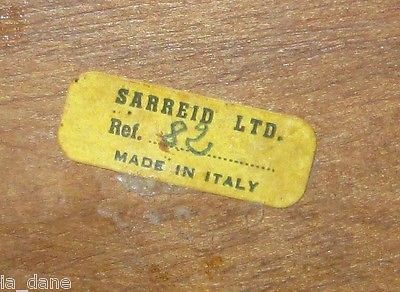 SARREID LTD.
Ref. 82
MADE IN ITALY
ia_dane